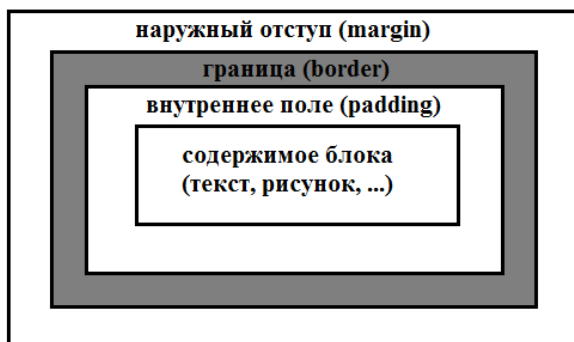 наружный отступ (margin)
граница (border)
внутреннее поле (padding)
содержимое блока
(текст, рисунок, ...)